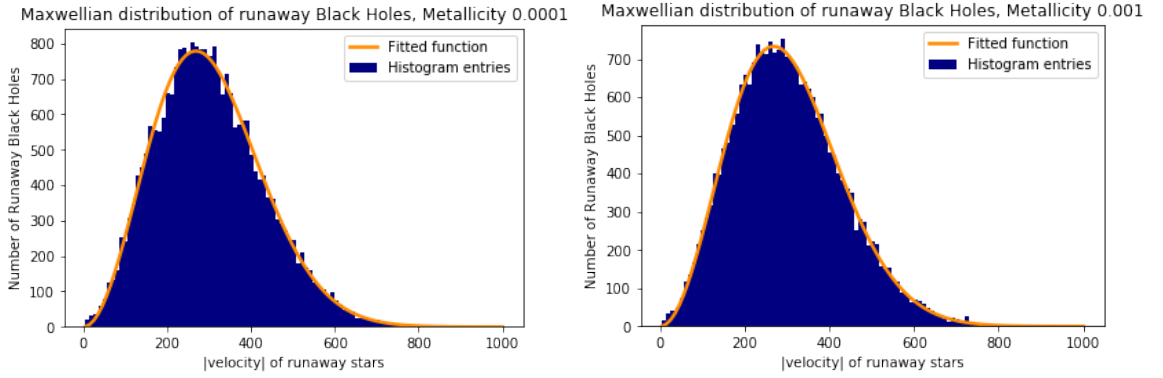 Maxwellian distribution of runaway Black Holes, Metallicity 0.0001
Number of Runaway Black Holes
800
700
600
500
400
300
200
100
0
Fitted function
Histogram entries
0 200 400 600 800 1000
|velocity| of runaway stars
Maxwellian distribution of runaway Black Holes, Metallicity 0.001
Number of Runaway Black Holes
700
600
500
400
300
200
100
0
Fitted function
Histogram entries
0 200 400 600 800 1000
|velocity| of runaway stars